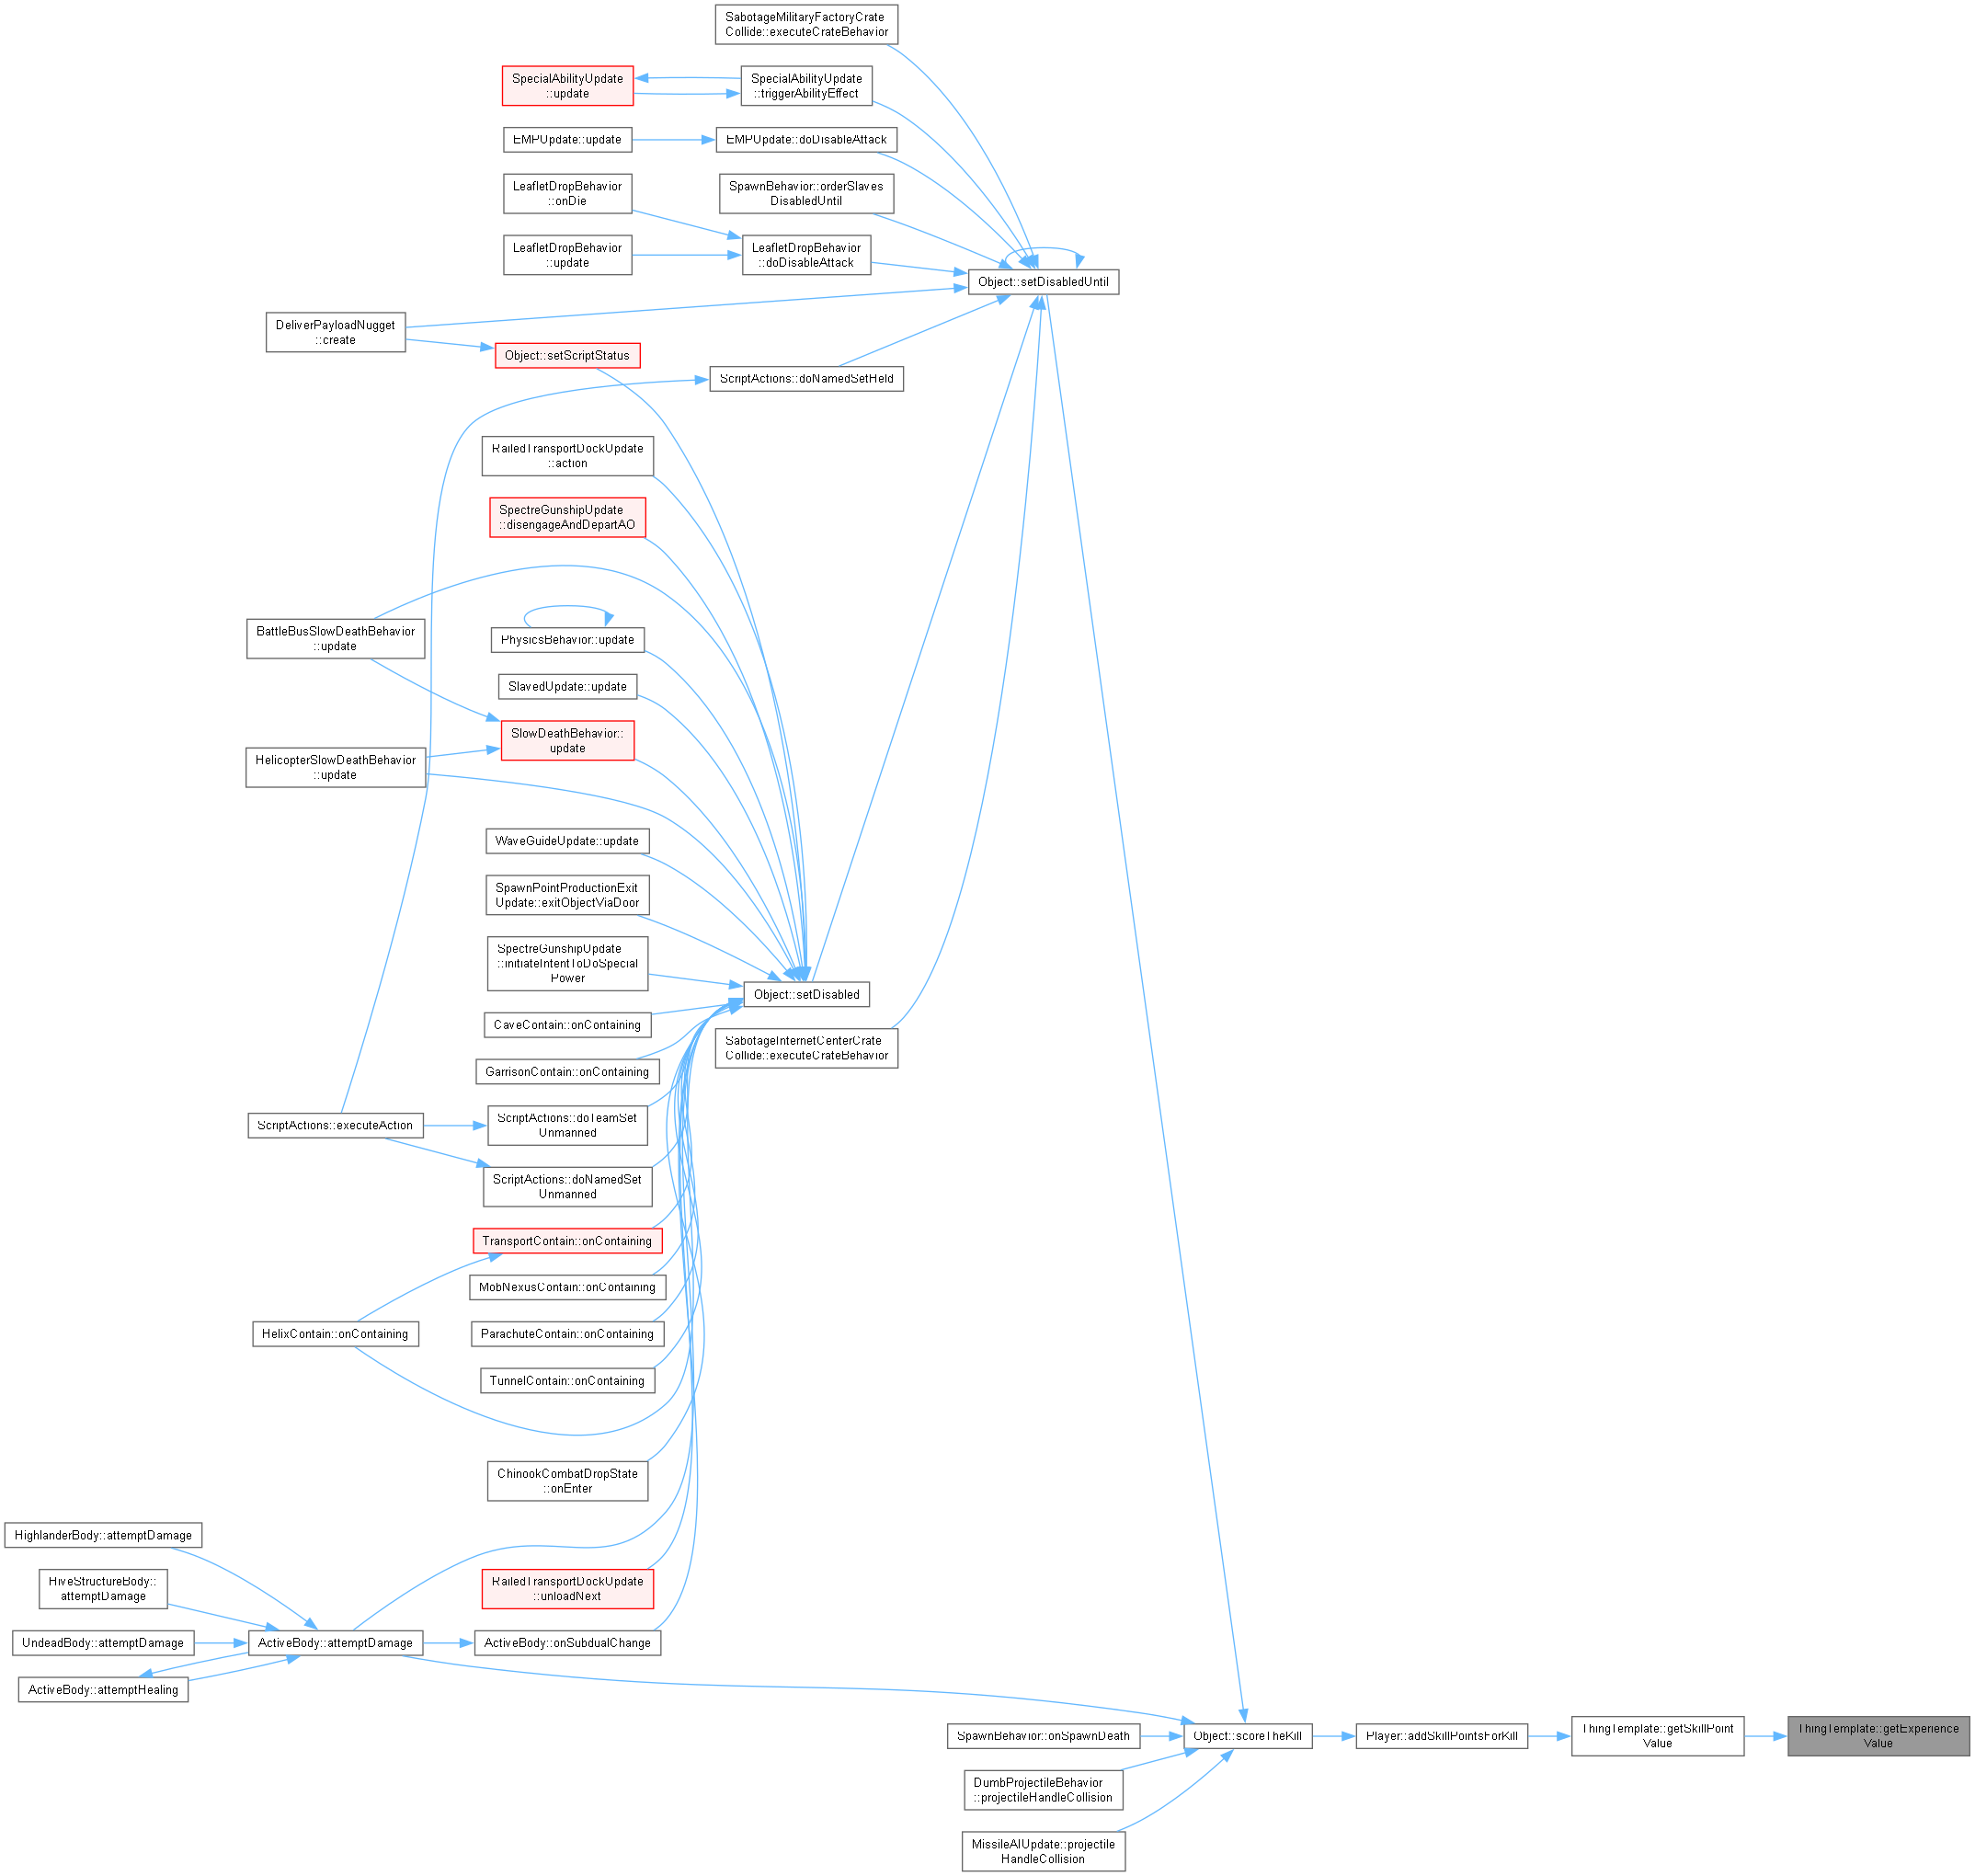 SabotageMilitaryFactoryCrate
Collide::executeCrateBehavior
SpecialAbilityUpdate
::update
SpecialAbilityUpdate
::triggerAbilityEffect
EMPUpdate::update
EMPUpdate::doDisableAttack
LeafletDropBehavior
::onDie
SpawnBehavior::orderSlaves
DisabledUntil
LeafletDropBehavior
::update
LeafletDropBehavior
::doDisableAttack
Object::setDisabledUntil
DeliverPayloadNugget
::create
Object::setScriptStatus
ScriptActions::doNamedSetHeld
RailedTransportDockUpdate
::action
SpectreGunshipUpdate
::disengageAndDepartAO
BattleBusSlowDeathBehavior
::update
PhysicsBehavior::update
SlavedUpdate::update
SlowDeathBehavior::
update
HelicopterSlowDeathBehavior
::update
WaveGuideUpdate::update
SpawnPointProductionExit
Update::exitObjectViaDoor
SpectreGunshipUpdate
::initiateIntentToDoSpecial
Power
Object::setDisabled
CaveContain::onContaining
SabotageInternetCenterCrate
Collide::executeCrateBehavior
GarrisonContain::onContaining
ScriptActions::executeAction
ScriptActions::doTeamSet
Unmanned
ScriptActions::doNamedSet
Unmanned
TransportContain::onContaining
MobNexusContain::onContaining
HelixContain::onContaining
ParachuteContain::onContaining
TunnelContain::onContaining
ChinookCombatDropState
::onEnter
HighlanderBody::attemptDamage
HiveStructureBody::
attemptDamage
RailedTransportDockUpdate
::unloadNext
UndeadBody::attemptDamage
ActiveBody::attemptDamage
ActiveBody::onSubdualChange
ActiveBody::attemptHealing
SpawnBehavior::onSpawnDeath
Object::scoreTheKill
Player::addSkillPointsForKill
ThingTemplate::getSkillPoint
Value
ThingTemplate::getExperience
Value
DumbProjectileBehavior
::projectileHandleCollision
MissileAIUpdate::projectile
HandleCollision